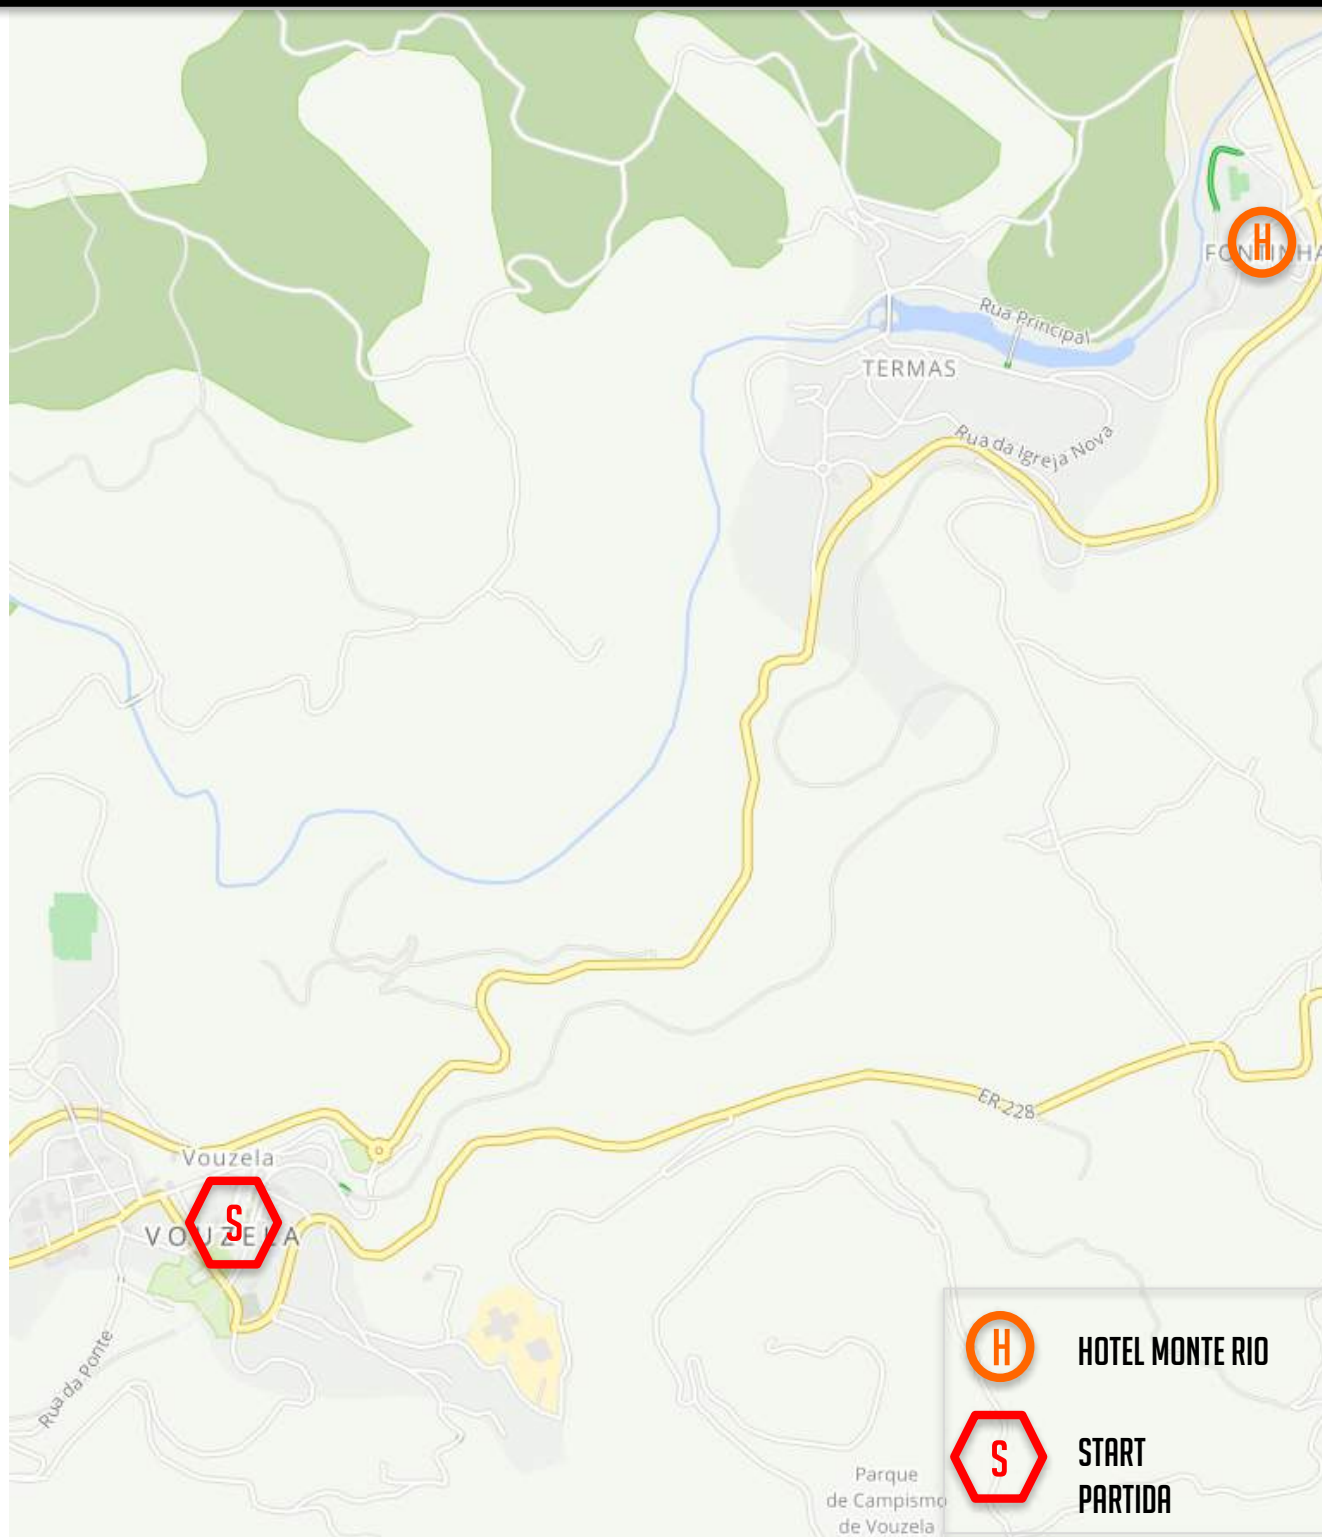 H
FONTINHA
Rua Principal
TERMAS
Rua da Igreja Nova
ER 228
Vouzela
S
VOUZELA
Rua da Ponte
H
HOTEL MONTE RIO
S
START
PARTIDA
Parque
de Campismo
de Vouzela